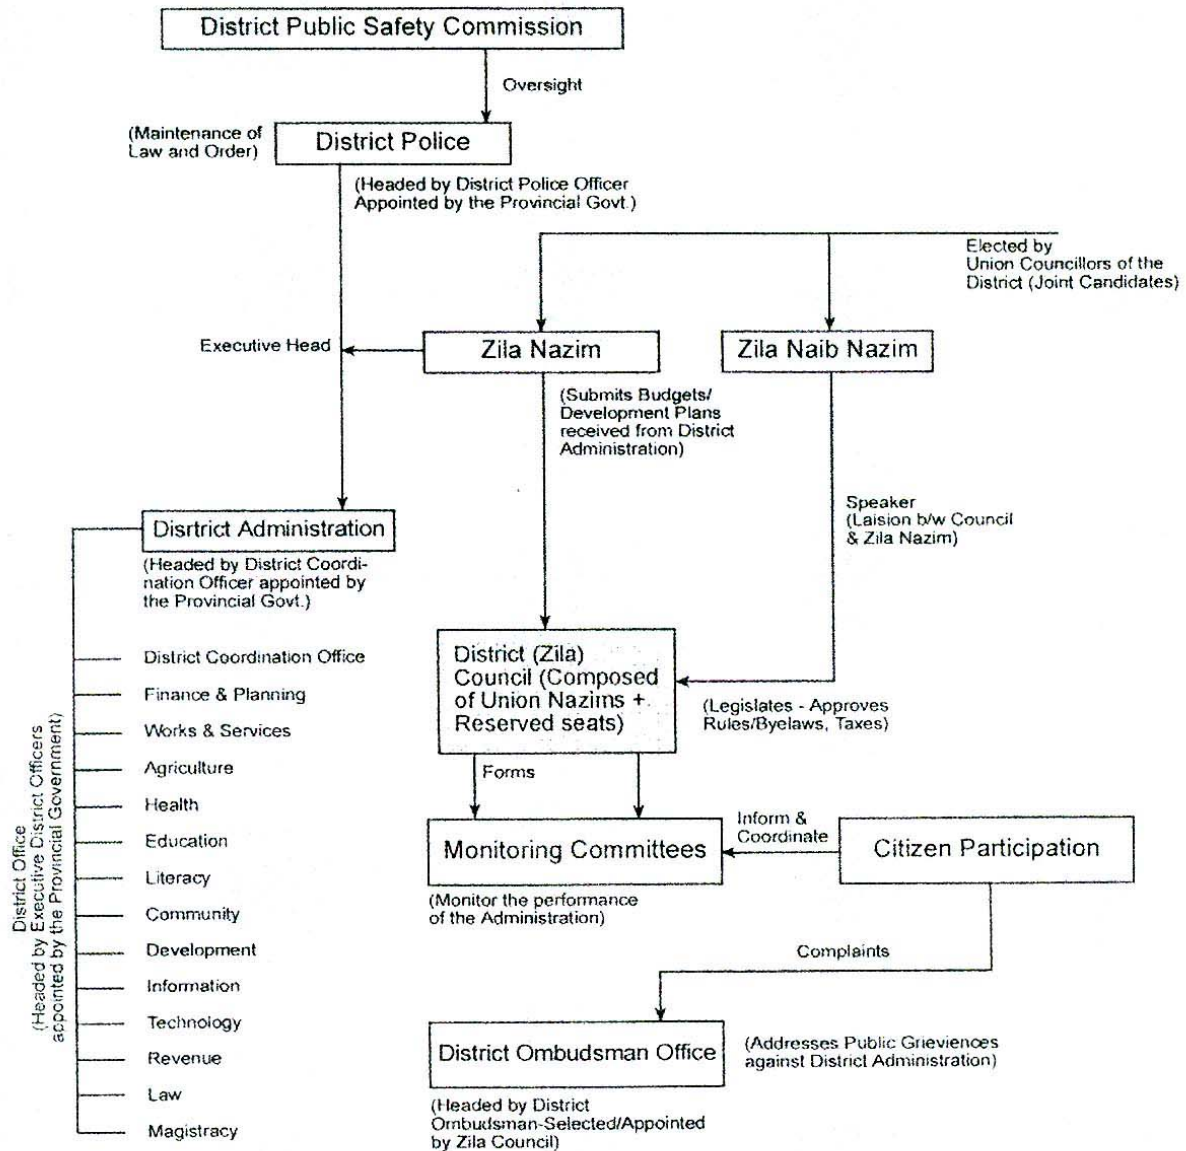 District Public Safety Commission
Oversight
(Maintenance of
Law and Order)
District Police
(Headed by District Police Officer
Appointed by the Provincial Govt.)
Elected by
Union Councillors of the
District (Joint Candidates)
Executive Head
Zila Nazim
Zila Naib Nazim
(Submits Budgets/
Development Plans
received from District
Administration)
Speaker
(Laision b/w Council
& Zila Nazim)
Disrtrict Administration
(Headed by District Coordi-
nation Officer appointed by
the Provincial Govt.)
District (Zila)
Council (Composed
of Union Nazims +
Reserved seats)
(Legislates - Approves
Rules/Byelaws, Taxes)
Forms
Monitoring Committees
(Monitor the performance
of the Administration)
Inform &
Coordinate
Citizen Participation
Complaints
District Ombudsman Office
(Addresses Public Grieviences
against District Administration)
(Headed by District
Ombudsman-Selected/Appointed
by Zila Council)
District Office
(Headed by Executive District Officers
appointed by the Provincial Government)
District Coordination Office
Finance & Planning
Works & Services
Agriculture
Health
Education
Literacy
Community
Development
Information
Technology
Revenue
Law
Magistracy